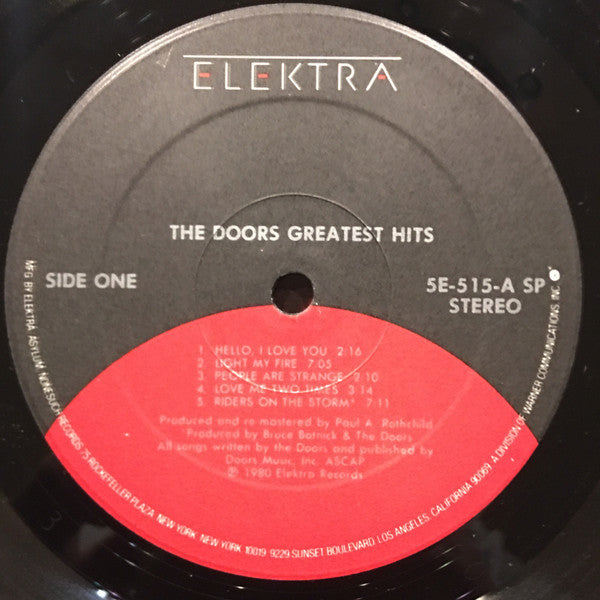 ELEKTRA
THE DOORS GREATEST HITS
SIDE ONE
5E-515-A SP
STEREO
1 HELLO, I LOVE YOU 2:16
2. LIGHT MY FIRE 7:05
3. PEOPLE ARE STRANGE 2:10
4. LOVE ME TWO TIMES 3:14
5. RIDERS ON THE STORM* 7:11
Produced and re-mastered by Paul A. Rothchild
*Produced by Bruce Botnick & The Doors
All songs written by the Doors and published by
Doors Music, Inc. ASCAP
℗ 1980 Elektra Records
MFG. BY ELEKTRA, ASYLUM, NONESUCH RECORDS, 75 ROCKEFELLER PLAZA, NEW YORK, NEW YORK 10019 • 9229 SUNSET BOULEVARD, LOS ANGELES, CALIFORNIA 90069. A DIVISION OF WARNER COMMUNICATIONS INC.
3